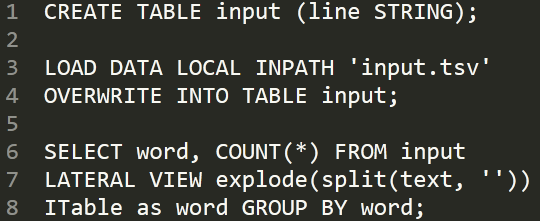 1 CREATE TABLE input (line STRING);
2
3 LOAD DATA LOCAL INPATH 'input.tsv'
4 OVERWRITE INTO TABLE input;
5
6 SELECT word, COUNT(*) FROM input
7 LATERAL VIEW explode(split(text, ''))
8 ITable as word GROUP BY word;